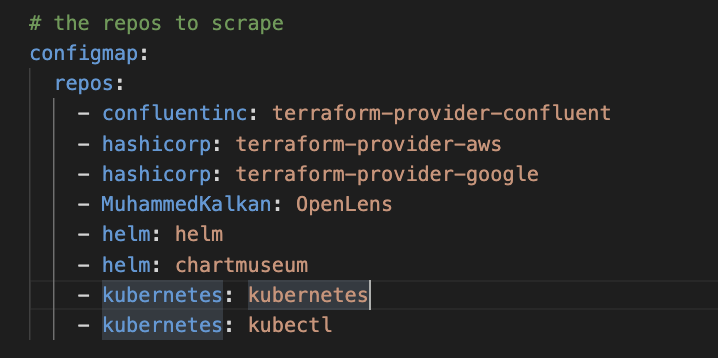 # the repos to scrape
configmap:
  repos:
    - confluentinc: terraform-provider-confluent
    - hashicorp: terraform-provider-aws
    - hashicorp: terraform-provider-google
    - MuhammedKalkan: OpenLens
    - helm: helm
    - helm: chartmuseum
    - kubernetes: kubernetes
    - kubernetes: kubectl